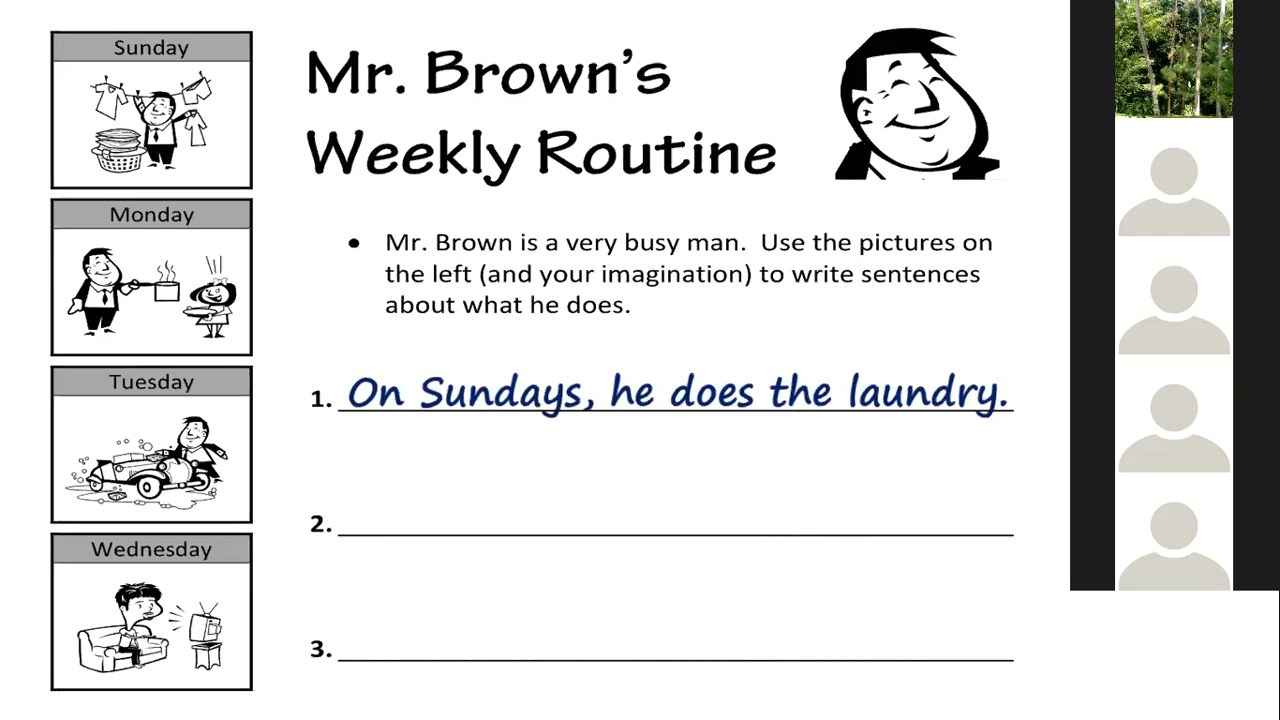 Sunday
Monday
Tuesday
Wednesday
Mr. Brown's
Weekly Routine
• Mr. Brown is a very busy man.  Use the pictures on
the left (and your imagination) to write sentences
about what he does.
1. On Sundays, he does the laundry.
2.
3.